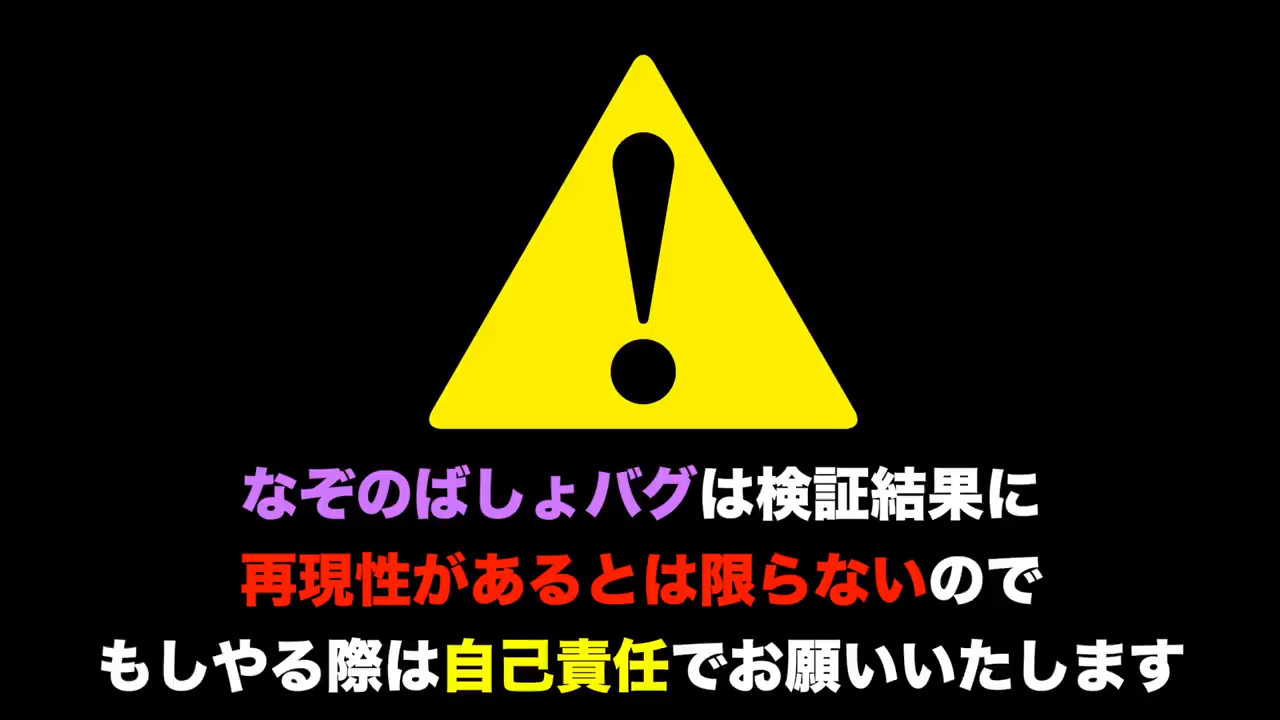 なぞのばしょバグは検証結果に
再現性があるとは限らないので
もしやる際は自己責任でお願いいたします